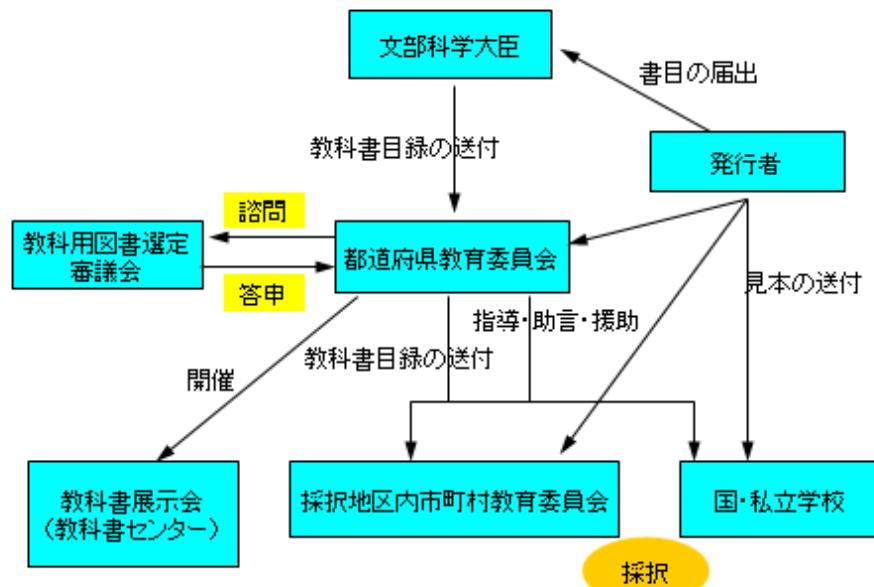 文部科学大臣
書目の届出
発行者
教科書目録の送付
諮問
教科用図書選定
審議会
都道府県教育委員会
答申
見本の送付
指導・助言・援助
教科書目録の送付
開催
教科書展示会
（教科書センター）
採択地区内市町村教育委員会
国・私立学校
採択